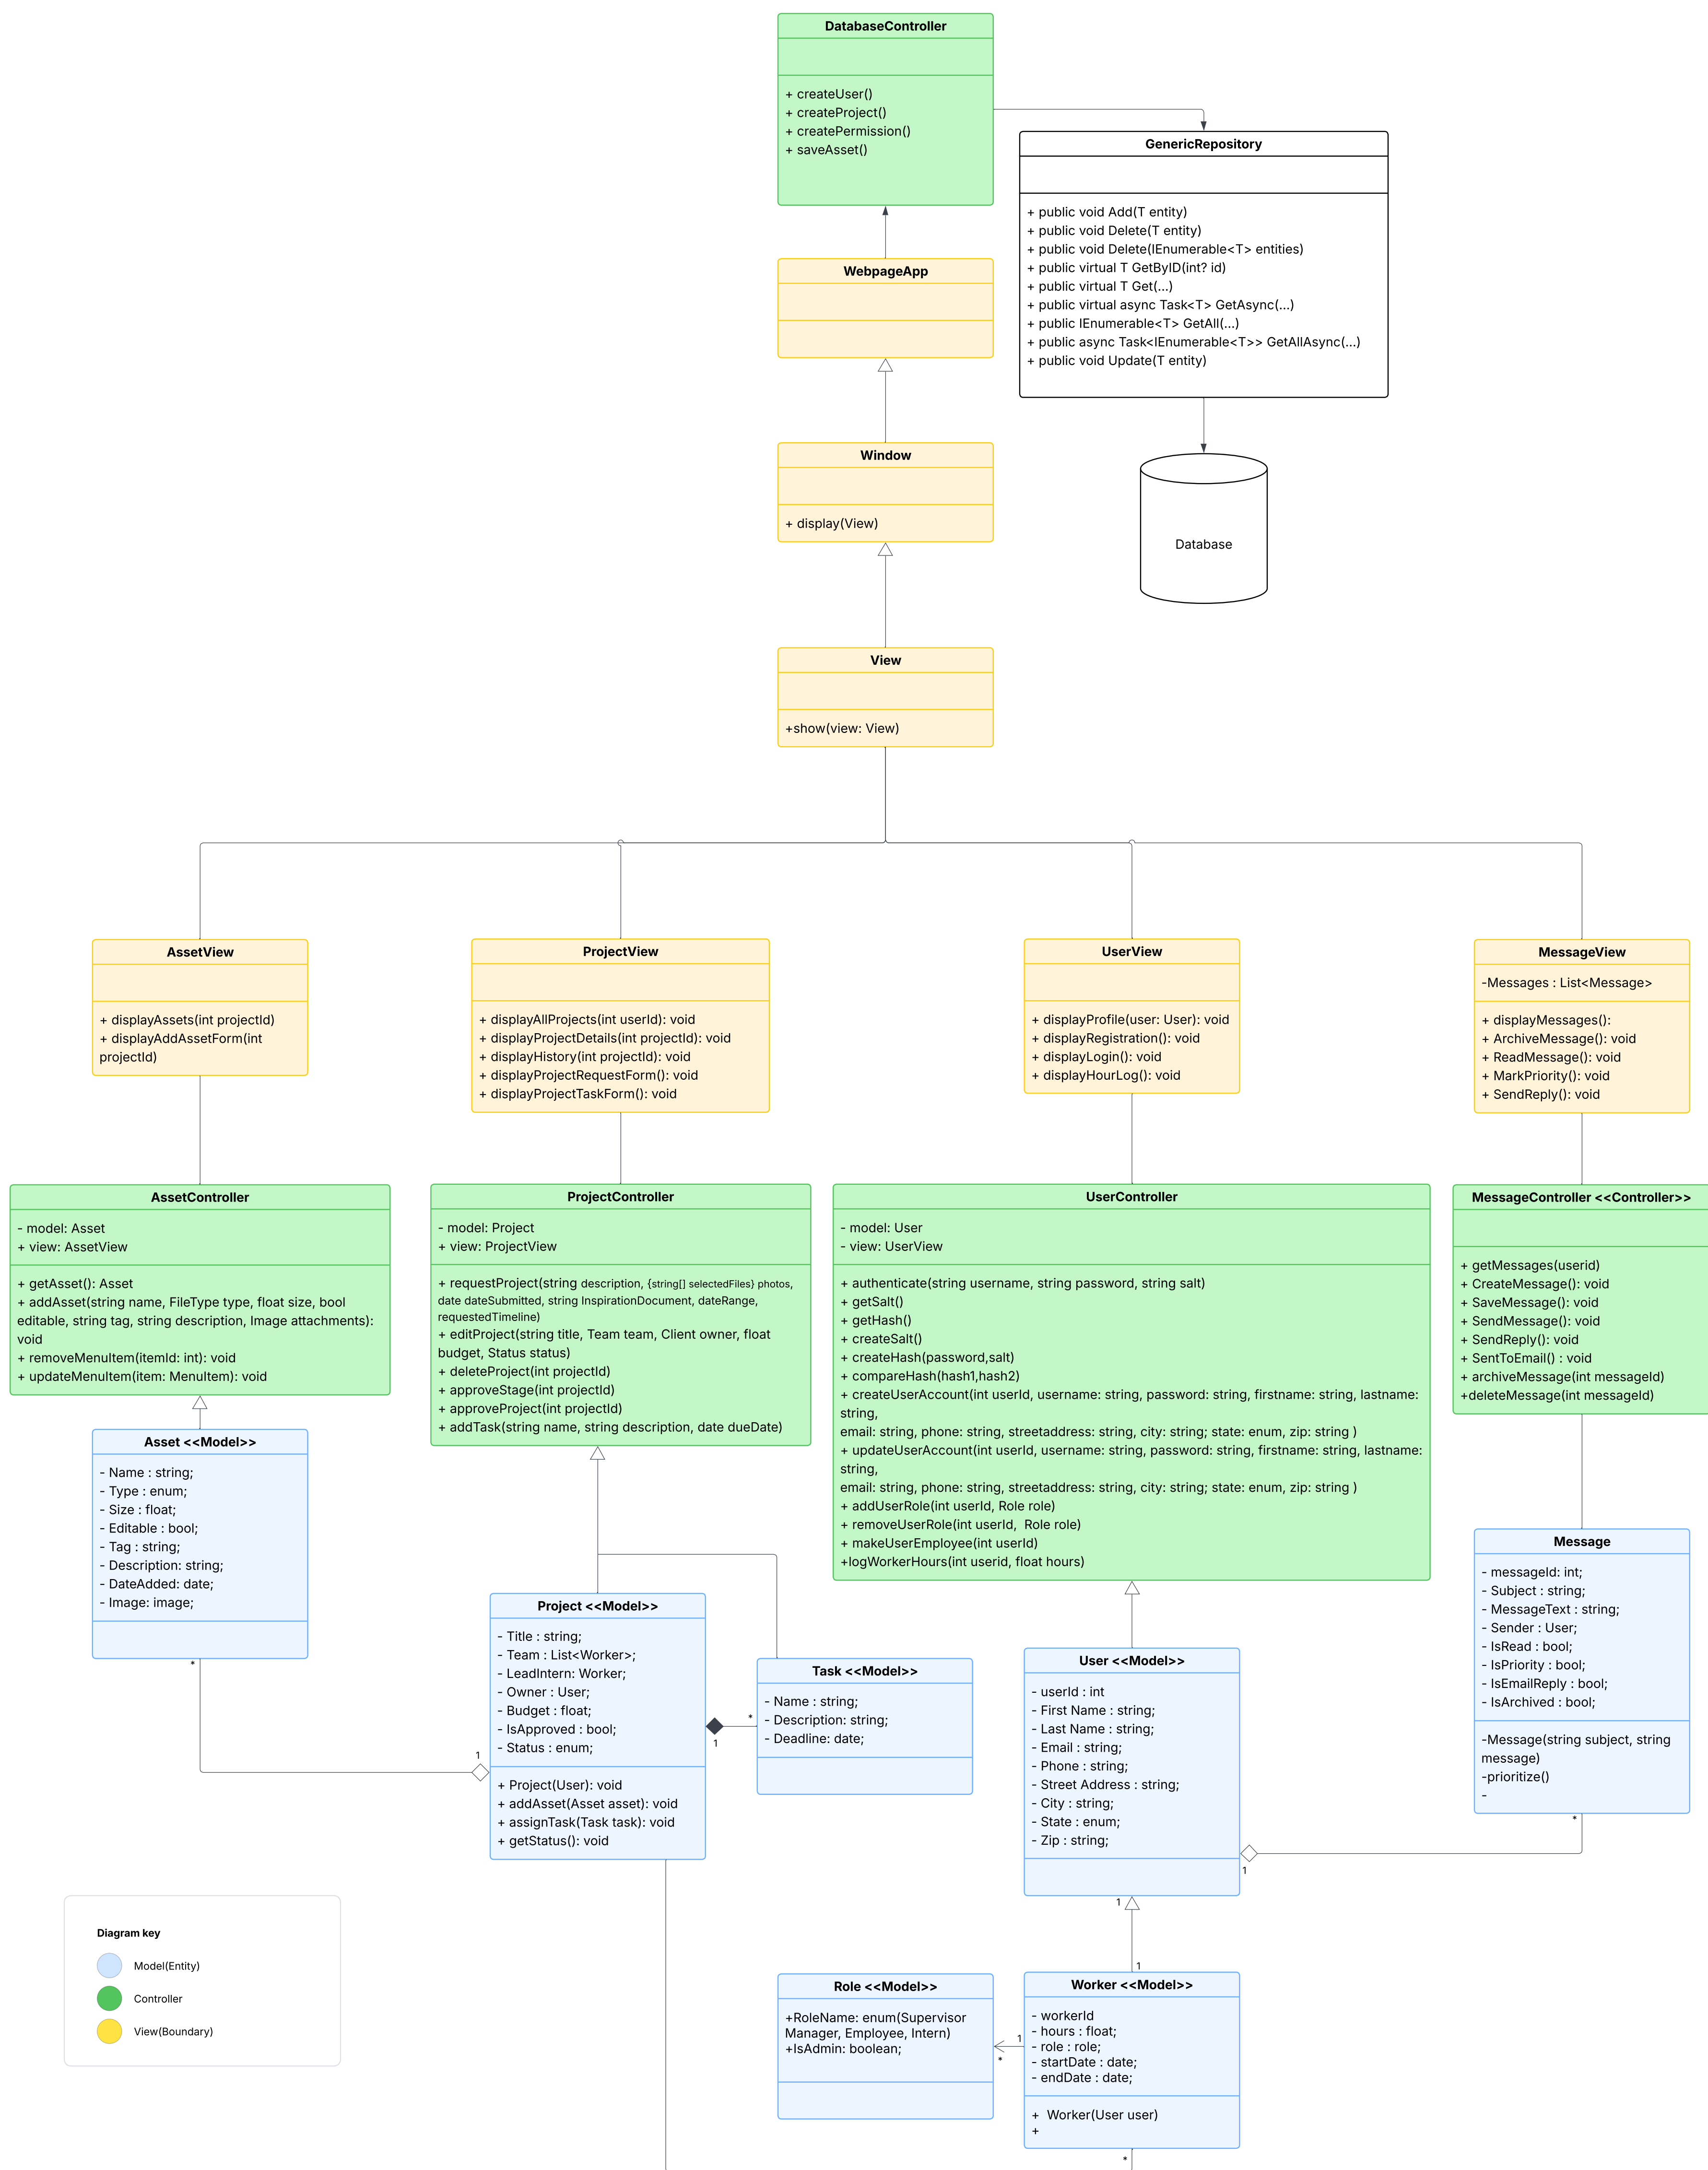 DatabaseController
+ createUser()
+ createProject()
+ createPermission()
+ saveAsset()
GenericRepository
+ public void Add(T entity)
+ public void Delete(T entity)
+ public void Delete(IEnumerable<T> entities)
+ public virtual T GetByID(int? id)
+ public virtual T Get(...)
+ public virtual async Task<T> GetAsync(...)
+ public IEnumerable<T> GetAll(...)
+ public async Task<IEnumerable<T>> GetAllAsync(...)
+ public void Update(T entity)
WebpageApp
Window
+ display(View)
Database
View
+show(view: View)
AssetView
+ displayAssets(int projectId)
+ displayAddAssetForm(int
projectId)
ProjectView
+ displayAllProjects(int userId): void
+ displayProjectDetails(int projectId): void
+ displayHistory(int projectId): void
+ displayProjectRequestForm(): void
+ displayProjectTaskForm(): void
UserView
+ displayProfile(user: User): void
+ displayRegistration(): void
+ displayLogin(): void
+ displayHourLog(): void
MessageView
-Messages : List<Message>
+ displayMessages():
+ ArchiveMessage(): void
+ ReadMessage(): void
+ MarkPriority(): void
+ SendReply(): void
AssetController
- model: Asset
+ view: AssetView
+ getAsset(): Asset
+ addAsset(string name, FileType type, float size, bool
editable, string tag, string description, Image attachments):
void
+ removeMenuItem(itemId: int): void
+ updateMenuItem(item: MenuItem): void
ProjectController
- model: Project
+ view: ProjectView
+ requestProject(string description, {string[] selectedFiles} photos,
date dateSubmitted, string InspirationDocument, dateRange,
requestedTimeline)
+ editProject(string title, Team team, Client owner, float
budget, Status status)
+ deleteProject(int projectId)
+ approveStage(int projectId)
+ approveProject(int projectId)
+ addTask(string name, string description, date dueDate)
UserController
- model: User
- view: UserView
+ authenticate(string username, string password, string salt)
+ getSalt()
+ getHash()
+ createSalt()
+ createHash(password,salt)
+ compareHash(hash1,hash2)
+ createUserAccount(int userId, username: string, password: string, firstname: string, lastname:
string,
email: string, phone: string, streetaddress: string, city: string; state: enum, zip: string )
+ updateUserAccount(int userId, username: string, password: string, firstname: string, lastname:
string,
email: string, phone: string, streetaddress: string, city: string; state: enum, zip: string )
+ addUserRole(int userId, Role role)
+ removeUserRole(int userId,  Role role)
+ makeUserEmployee(int userId)
+logWorkerHours(int userid, float hours)
MessageController <<Controller>>
+ getMessages(userid)
+ CreateMessage(): void
+ SaveMessage(): void
+ SendMessage(): void
+ SendReply(): void
+ SentToEmail() : void
+ archiveMessage(int messageId)
+deleteMessage(int messageId)
Asset <<Model>>
- Name : string;
- Type : enum;
- Size : float;
- Editable : bool;
- Tag : string;
- Description: string;
- DateAdded: date;
- Image: image;
*
1
Project <<Model>>
- Title : string;
- Team : List<Worker>;
- LeadIntern: Worker;
- Owner : User;
- Budget : float;
- IsApproved : bool;
- Status : enum;
+ Project(User): void
+ addAsset(Asset asset): void
+ assignTask(Task task): void
+ getStatus(): void
1
*
Task <<Model>>
- Name : string;
- Description: string;
- Deadline: date;
User <<Model>>
- userId : int
- First Name : string;
- Last Name : string;
- Email : string;
- Phone : string;
- Street Address : string;
- City : string;
- State : enum;
- Zip : string;
Message
- messageId: int;
- Subject : string;
- MessageText : string;
- Sender : User;
- IsRead : bool;
- IsPriority : bool;
- IsEmailReply : bool;
- IsArchived : bool;
-Message(string subject, string
message)
-prioritize()
-
*
1
1
1
Diagram key
Model(Entity)
Controller
View(Boundary)
Role <<Model>>
+RoleName: enum(Supervisor
Manager, Employee, Intern)
+IsAdmin: boolean;
1
*
Worker <<Model>>
- workerId
- hours : float;
- role : role;
- startDate : date;
- endDate : date;
+  Worker(User user)
+
*